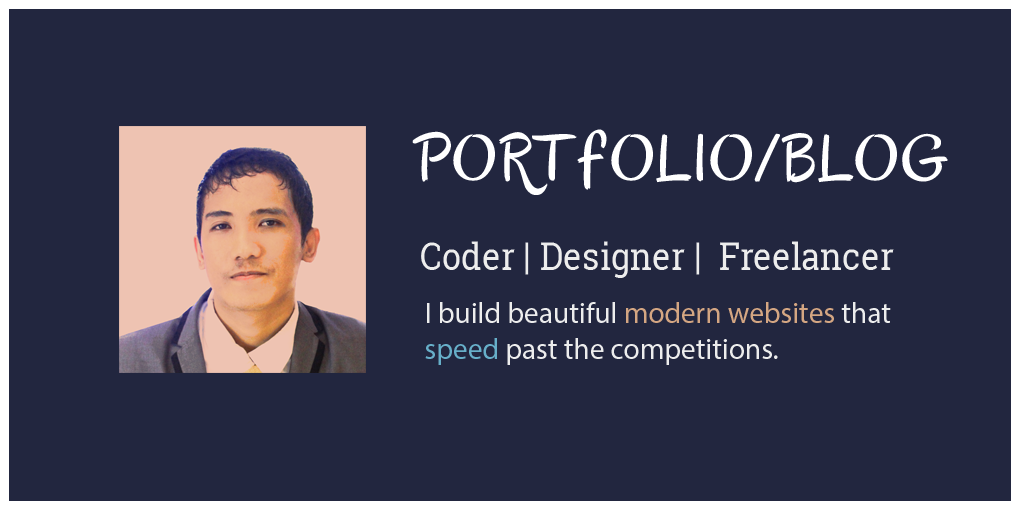 PORTfOLIO/BLOG
Coder | Designer | Freelancer
I build beautiful modern websites that
speed past the competitions.